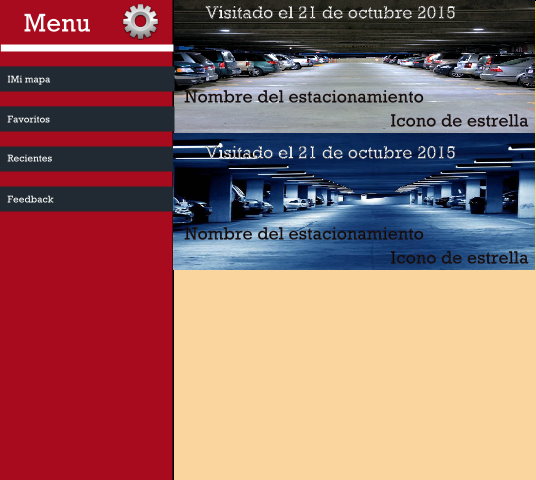 Menu
IMi mapa
Favoritos
Recientes
Feedback
Visitado el 21 de octubre 2015
Nombre del estacionamiento
Icono de estrella
Visitado el 21 de octubre 2015
Nombre del estacionamiento
Icono de estrella